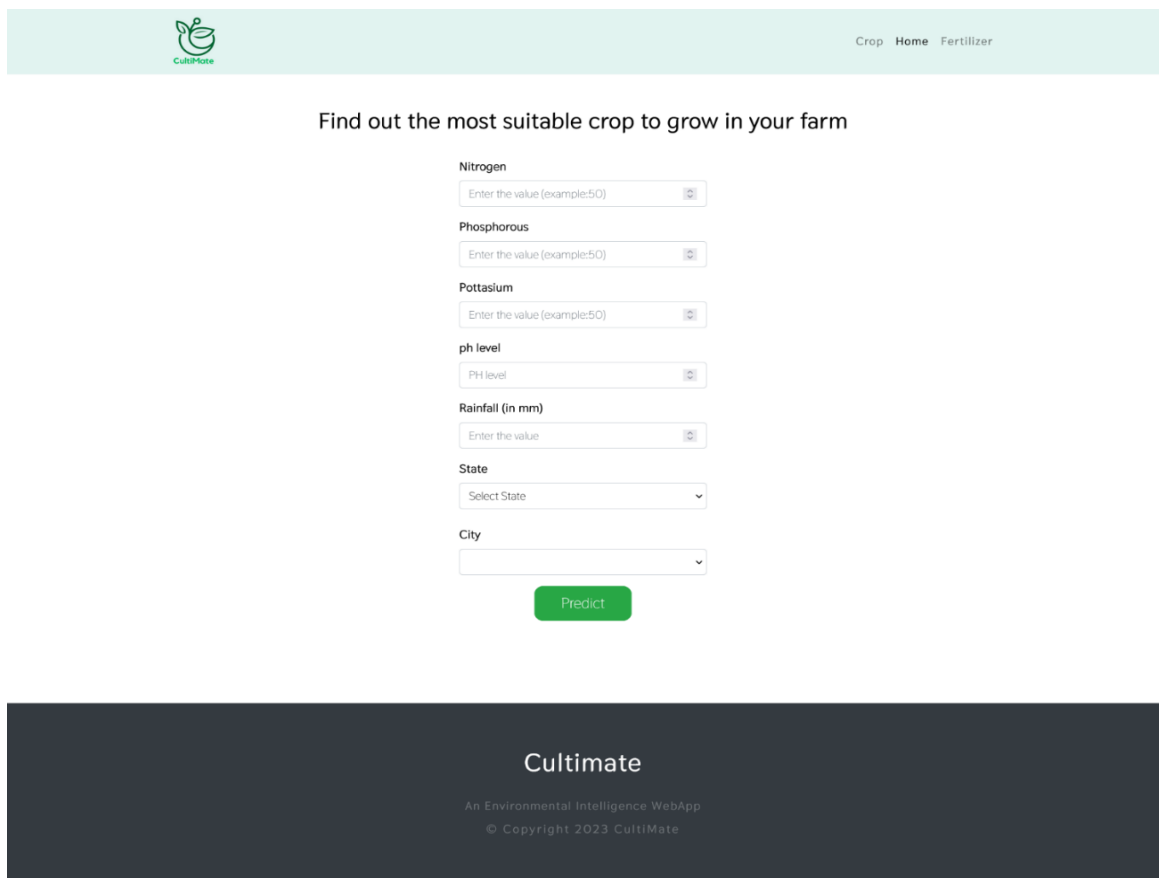 CultiMate
Crop Home Fertilizer
Find out the most suitable crop to grow in your farm
Nitrogen
Enter the value (example:50)
Phosphorous
Enter the value (example:50)
Pottasium
Enter the value (example:50)
ph level
PH level
Rainfall (in mm)
Enter the value
State
Select State
City
Predict
Cultimate
An Environmental Intelligence WebApp
© Copyright 2023 CultiMate